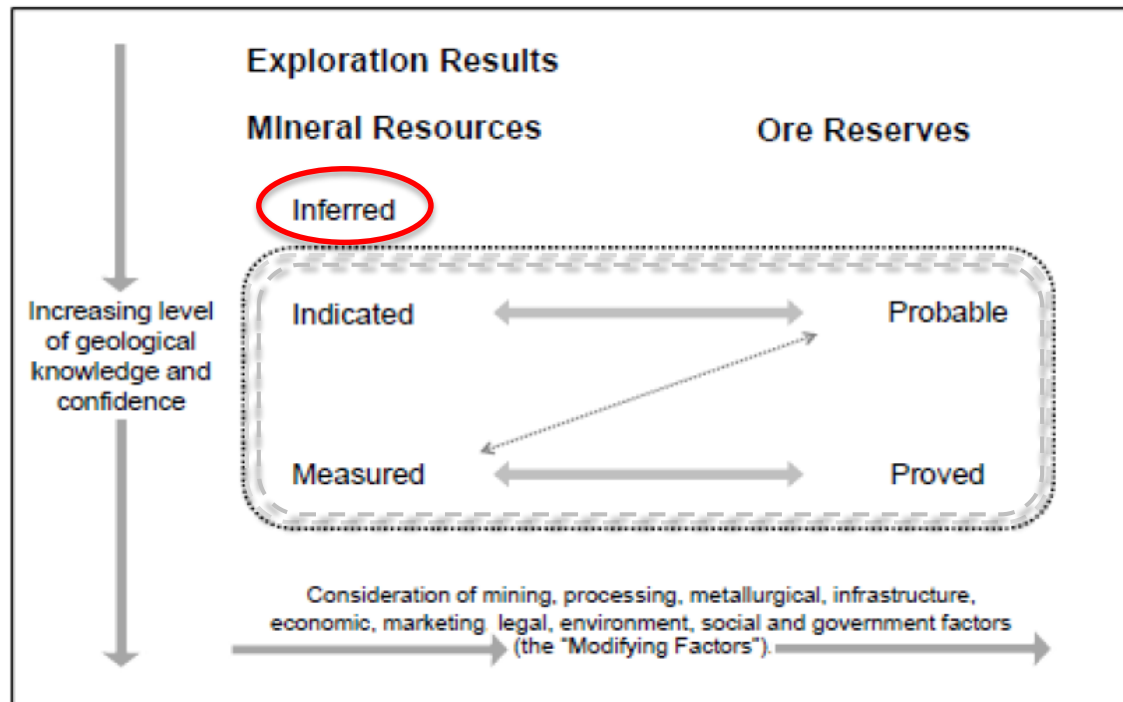 Exploration Results
Mineral Resources
Ore Reserves
Inferred
Increasing level
of geological
knowledge and
confidence
Indicated
Probable
Measured
Proved
Consideration of mining, processing, metallurgical, infrastructure,
economic, marketing legal, environment, social and government factors
(the "Modifying Factors").